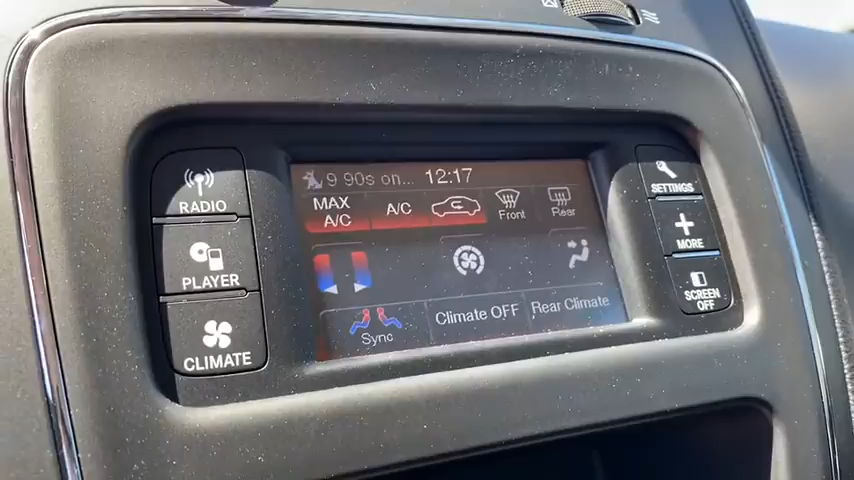 RADIO
PLAYER
CLIMATE
9 90s on... 12:17
MAX
A/C
A/C
Front
Rear
Sync
Climate OFF
Rear Climate
SETTINGS
MORE
SCREEN
OFF